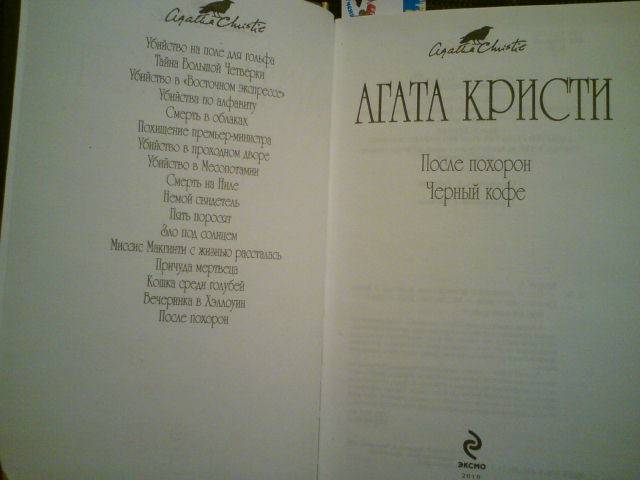 Agatha Christie
Убийство на поле для гольфа
Тайна Большой Четверки
Убийство в «Восточном экспрессе»
Убийства по алфавиту
Смерть в облаках
Похищение премьер-министра
Убийство в проходном дворе
Убийство в Месопотамии
Смерть на Ниле
Немой свидетель
Пять поросят
Зло под солнцем
Миссис Макгинти с жизнью рассталась
Причуда мертвеца
Кошка среди голубей
Вечеринка в Хэллоуин
После похорон
Agatha Christie
АГАТА КРИСТИ
После похорон
Черный кофе
ЭКСМО
2010